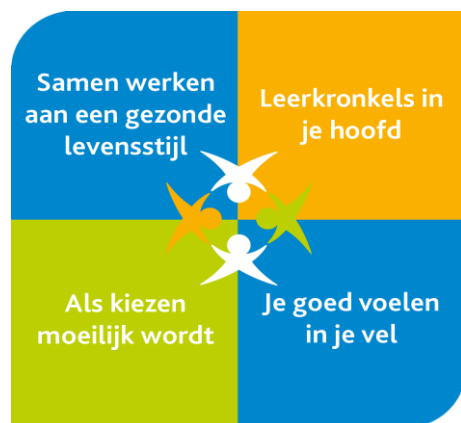 Samen werken
aan een gezonde
levensstijl
Leerkronkels in
je hoofd
Als kiezen
moeilijk wordt
Je goed voelen
in je vel